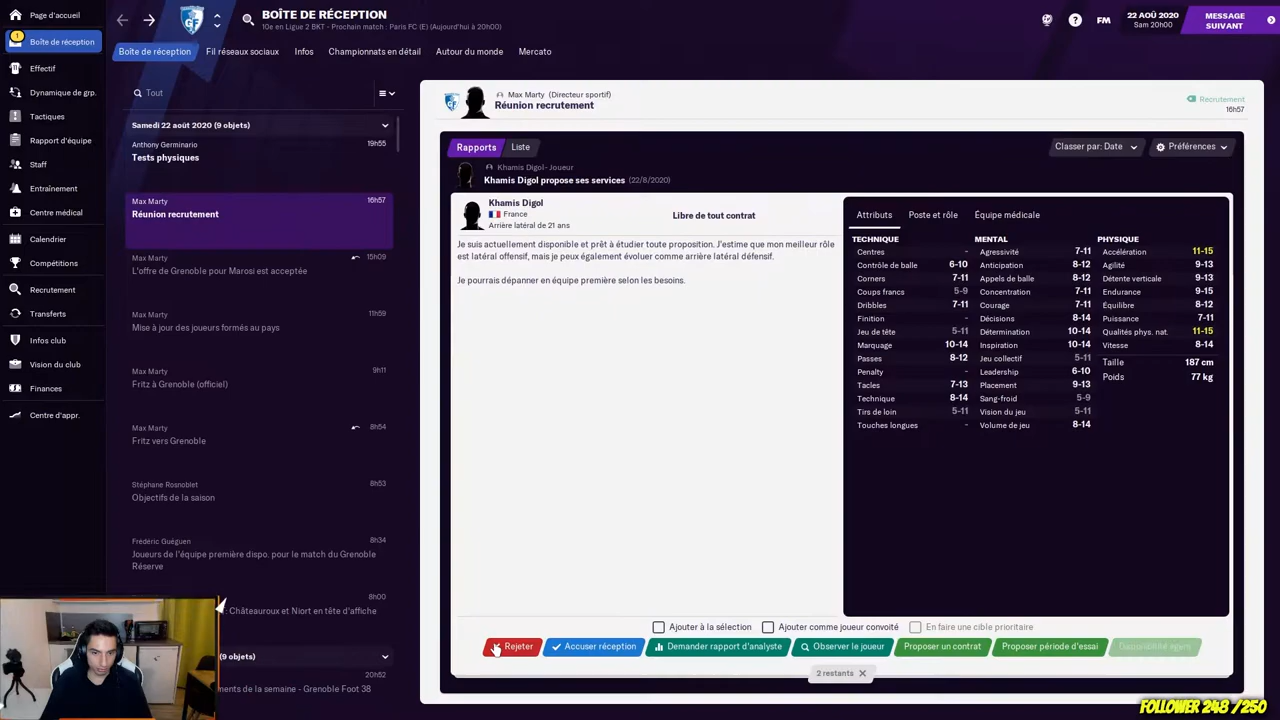 Page d'accueil
Boîte de réception
Effectif
Dynamique de grp.
Tactiques
Rapport d'équipe
Staff
Entraînement
Centre médical
Calendrier
Compétitions
Recrutement
Transferts
Infos club
Vision du club
Finances
Centre d'appr.
BOÎTE DE RÉCEPTION
10e en Ligue 2 BKT - Prochain match : Paris FC (E) (Aujourd'hui à 20h00)
FM
22 AOÛ 2020
Sam 20h00
MESSAGE
SUIVANT
Boîte de réception Fil réseaux sociaux Infos Championnats en détail Autour du monde Mercato
Tout
Samedi 22 août 2020 (9 objets)
Anthony Germinario 19h55
Tests physiques
Max Marty 16h57
Réunion recrutement
Max Marty 15h09
L'offre de Grenoble pour Marosi est acceptée
Max Marty 11h59
Mise à jour des joueurs formés au pays
Max Marty 9h11
Fritz à Grenoble (officiel)
Max Marty 8h54
Fritz vers Grenoble
Stéphane Rosnoblet 8h53
Objectifs de la saison
Frédéric Guéguen 8h34
Joueurs de l'équipe première dispo. pour le match du Grenoble
Réserve
8h00
: Châteauroux et Niort en tête d'affiche
(9 objets)
20h52
ments de la semaine - Grenoble Foot 38
Max Marty (Directeur sportif)
Réunion recrutement
Recrutement
16h57
Rapports Liste
Classer par: Date
Préférences
Khamis Digol- Joueur
Khamis Digol propose ses services (22/8/2020)
Khamis Digol
France
Arrière latéral de 21 ans
Libre de tout contrat
Je suis actuellement disponible et prêt à étudier toute proposition. J'estime que mon meilleur rôle
est latéral offensif, mais je peux également évoluer comme arrière latéral défensif.
Je pourrais dépanner en équipe première selon les besoins.
Attributs Poste et rôle Équipe médicale
TECHNIQUE MENTAL PHYSIQUE
Centres - Agressivité 7-11 Accélération 11-15
Contrôle de balle 6-10 Anticipation 8-12 Agilité 9-13
Corners 7-11 Appels de balle 8-12 Détente verticale 9-13
Coups francs 5-9 Concentration 7-11 Endurance 9-15
Dribbles 7-11 Courage 7-11 Équilibre 8-12
Finition - Décisions 8-14 Puissance 7-11
Jeu de tête 5-11 Détermination 10-14 Qualités phys. nat. 11-15
Marquage 10-14 Inspiration 10-14 Vitesse 8-14
Passes 8-12 Jeu collectif 5-11 Taille 187 cm
Penalty - Leadership 6-10 Poids 77 kg
Tacles 7-13 Placement 9-13
Technique 8-14 Sang-froid 5-9
Tirs de loin 5-11 Vision du jeu 5-11
Touches longues - Volume de jeu 8-14
Ajouter à la sélection Ajouter comme joueur convoité En faire une cible prioritaire
Rejeter Accuser réception Demander rapport d'analyste Observer le joueur Proposer un contrat Proposer période d'essai
2 restants
FOLLOWER 248 /250